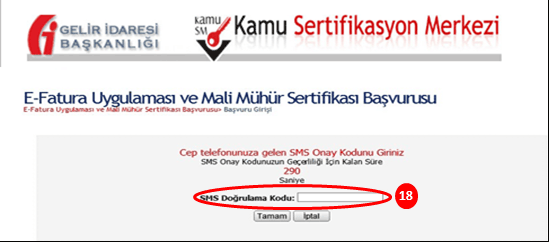 GELİR İDARESİ
BAŞKANLIĞI
KAMU
SM
Kamu Sertifikasyon Merkezi
E-Fatura Uygulaması ve Mali Mühür Sertifikası Başvurusu
E-Fatura Uygulaması ve Mali Mühür Sertifikası Başvurusu> Başvuru Girişi
Cep telefonunuza gelen SMS Onay Kodunu Giriniz
SMS Onay Kodunuzun Geçerliliği İçin Kalan Süre
290
Saniye
SMS Doğrulama Kodu:
18
Tamam İptal